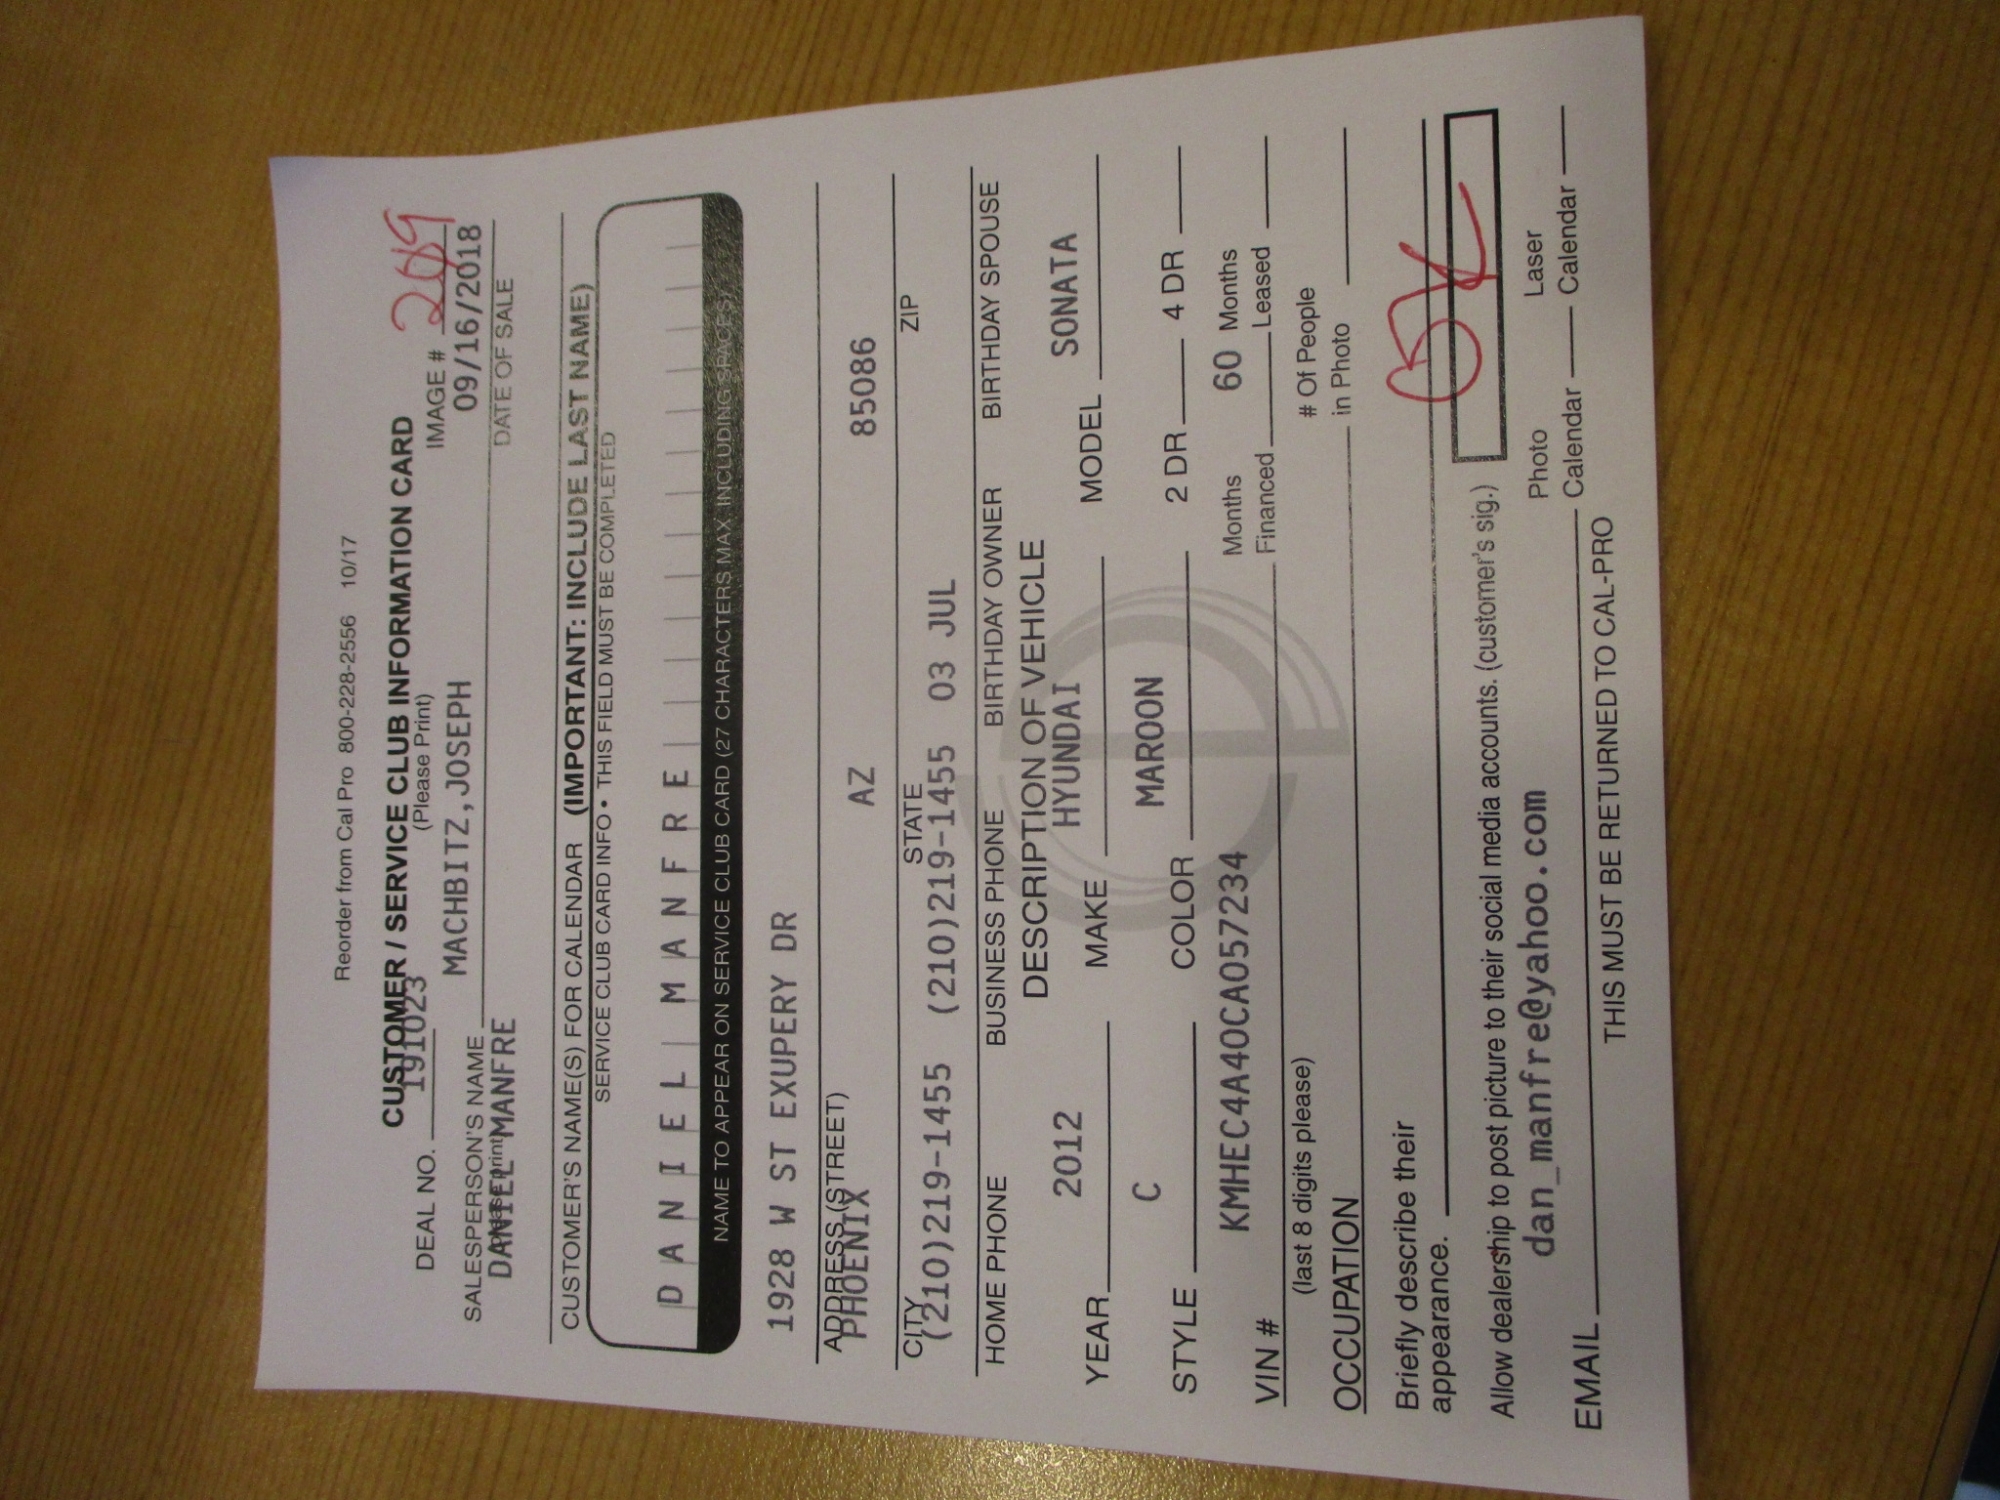 Reorder from Cal Pro 800-228-2556 10/17
CUSTOMER / SERVICE CLUB INFORMATION CARD
(Please Print)
DEAL NO. 191023 IMAGE #
SALESPERSON'S NAME MACHBITZ,JOSEPH 09/16/2018
DATE OF SALE
DANIEL MANFRE
CUSTOMER'S NAME(S) FOR CALENDAR (IMPORTANT: INCLUDE LAST NAME)
SERVICE CLUB CARD INFO • THIS FIELD MUST BE COMPLETED
D A N I E L M A N F R E
NAME TO APPEAR ON SERVICE CLUB CARD (27 CHARACTERS MAX INCLUDING SPACES)
1928 W ST EXUPERY DR
ADDRESS (STREET)
PHOENIX AZ 85086
CITY STATE ZIP
(210)219-1455 (210)219-1455 03 JUL
HOME PHONE BUSINESS PHONE BIRTHDAY OWNER BIRTHDAY SPOUSE
DESCRIPTION OF VEHICLE
YEAR 2012 MAKE HYUNDAI MODEL SONATA
STYLE C COLOR MAROON 2 DR 4 DR
VIN # KMHEC4A40CA057234 Months Financed 60 Months Leased
(last 8 digits please)
OCCUPATION # Of People in Photo
Briefly describe their
appearance.
Allow dealership to post picture to their social media accounts. (customer's sig.)
EMAIL dan_manfre@yahoo.com Photo Calendar Laser Calendar
THIS MUST BE RETURNED TO CAL-PRO